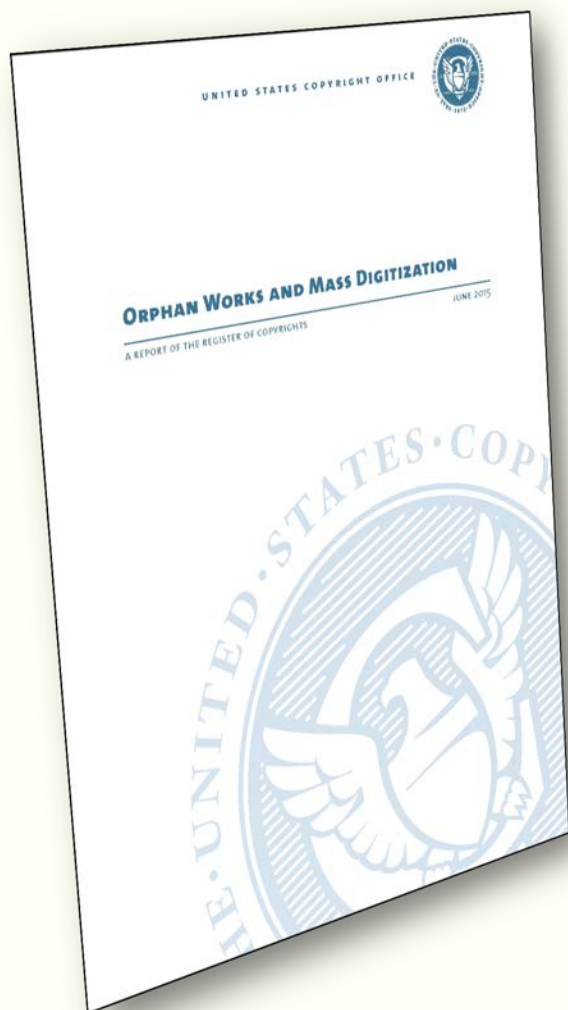 UNITED STATES COPYRIGHT OFFICE
ORPHAN WORKS AND MASS DIGITIZATION
A REPORT OF THE REGISTER OF COPYRIGHTS
JUNE 2015
HE·UNITED·STATES·COPY